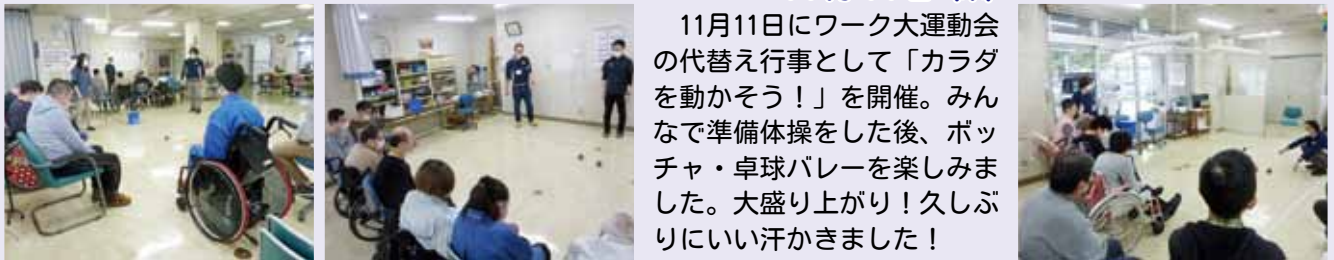 11月11日にワーク大運動会
の代替え行事として「カラダ
を動かそう！」を開催。みん
なで準備体操をした後、ボッ
チャ・卓球バレーを楽しみま
した。大盛り上がり！久しぶ
りにいい汗かきました！